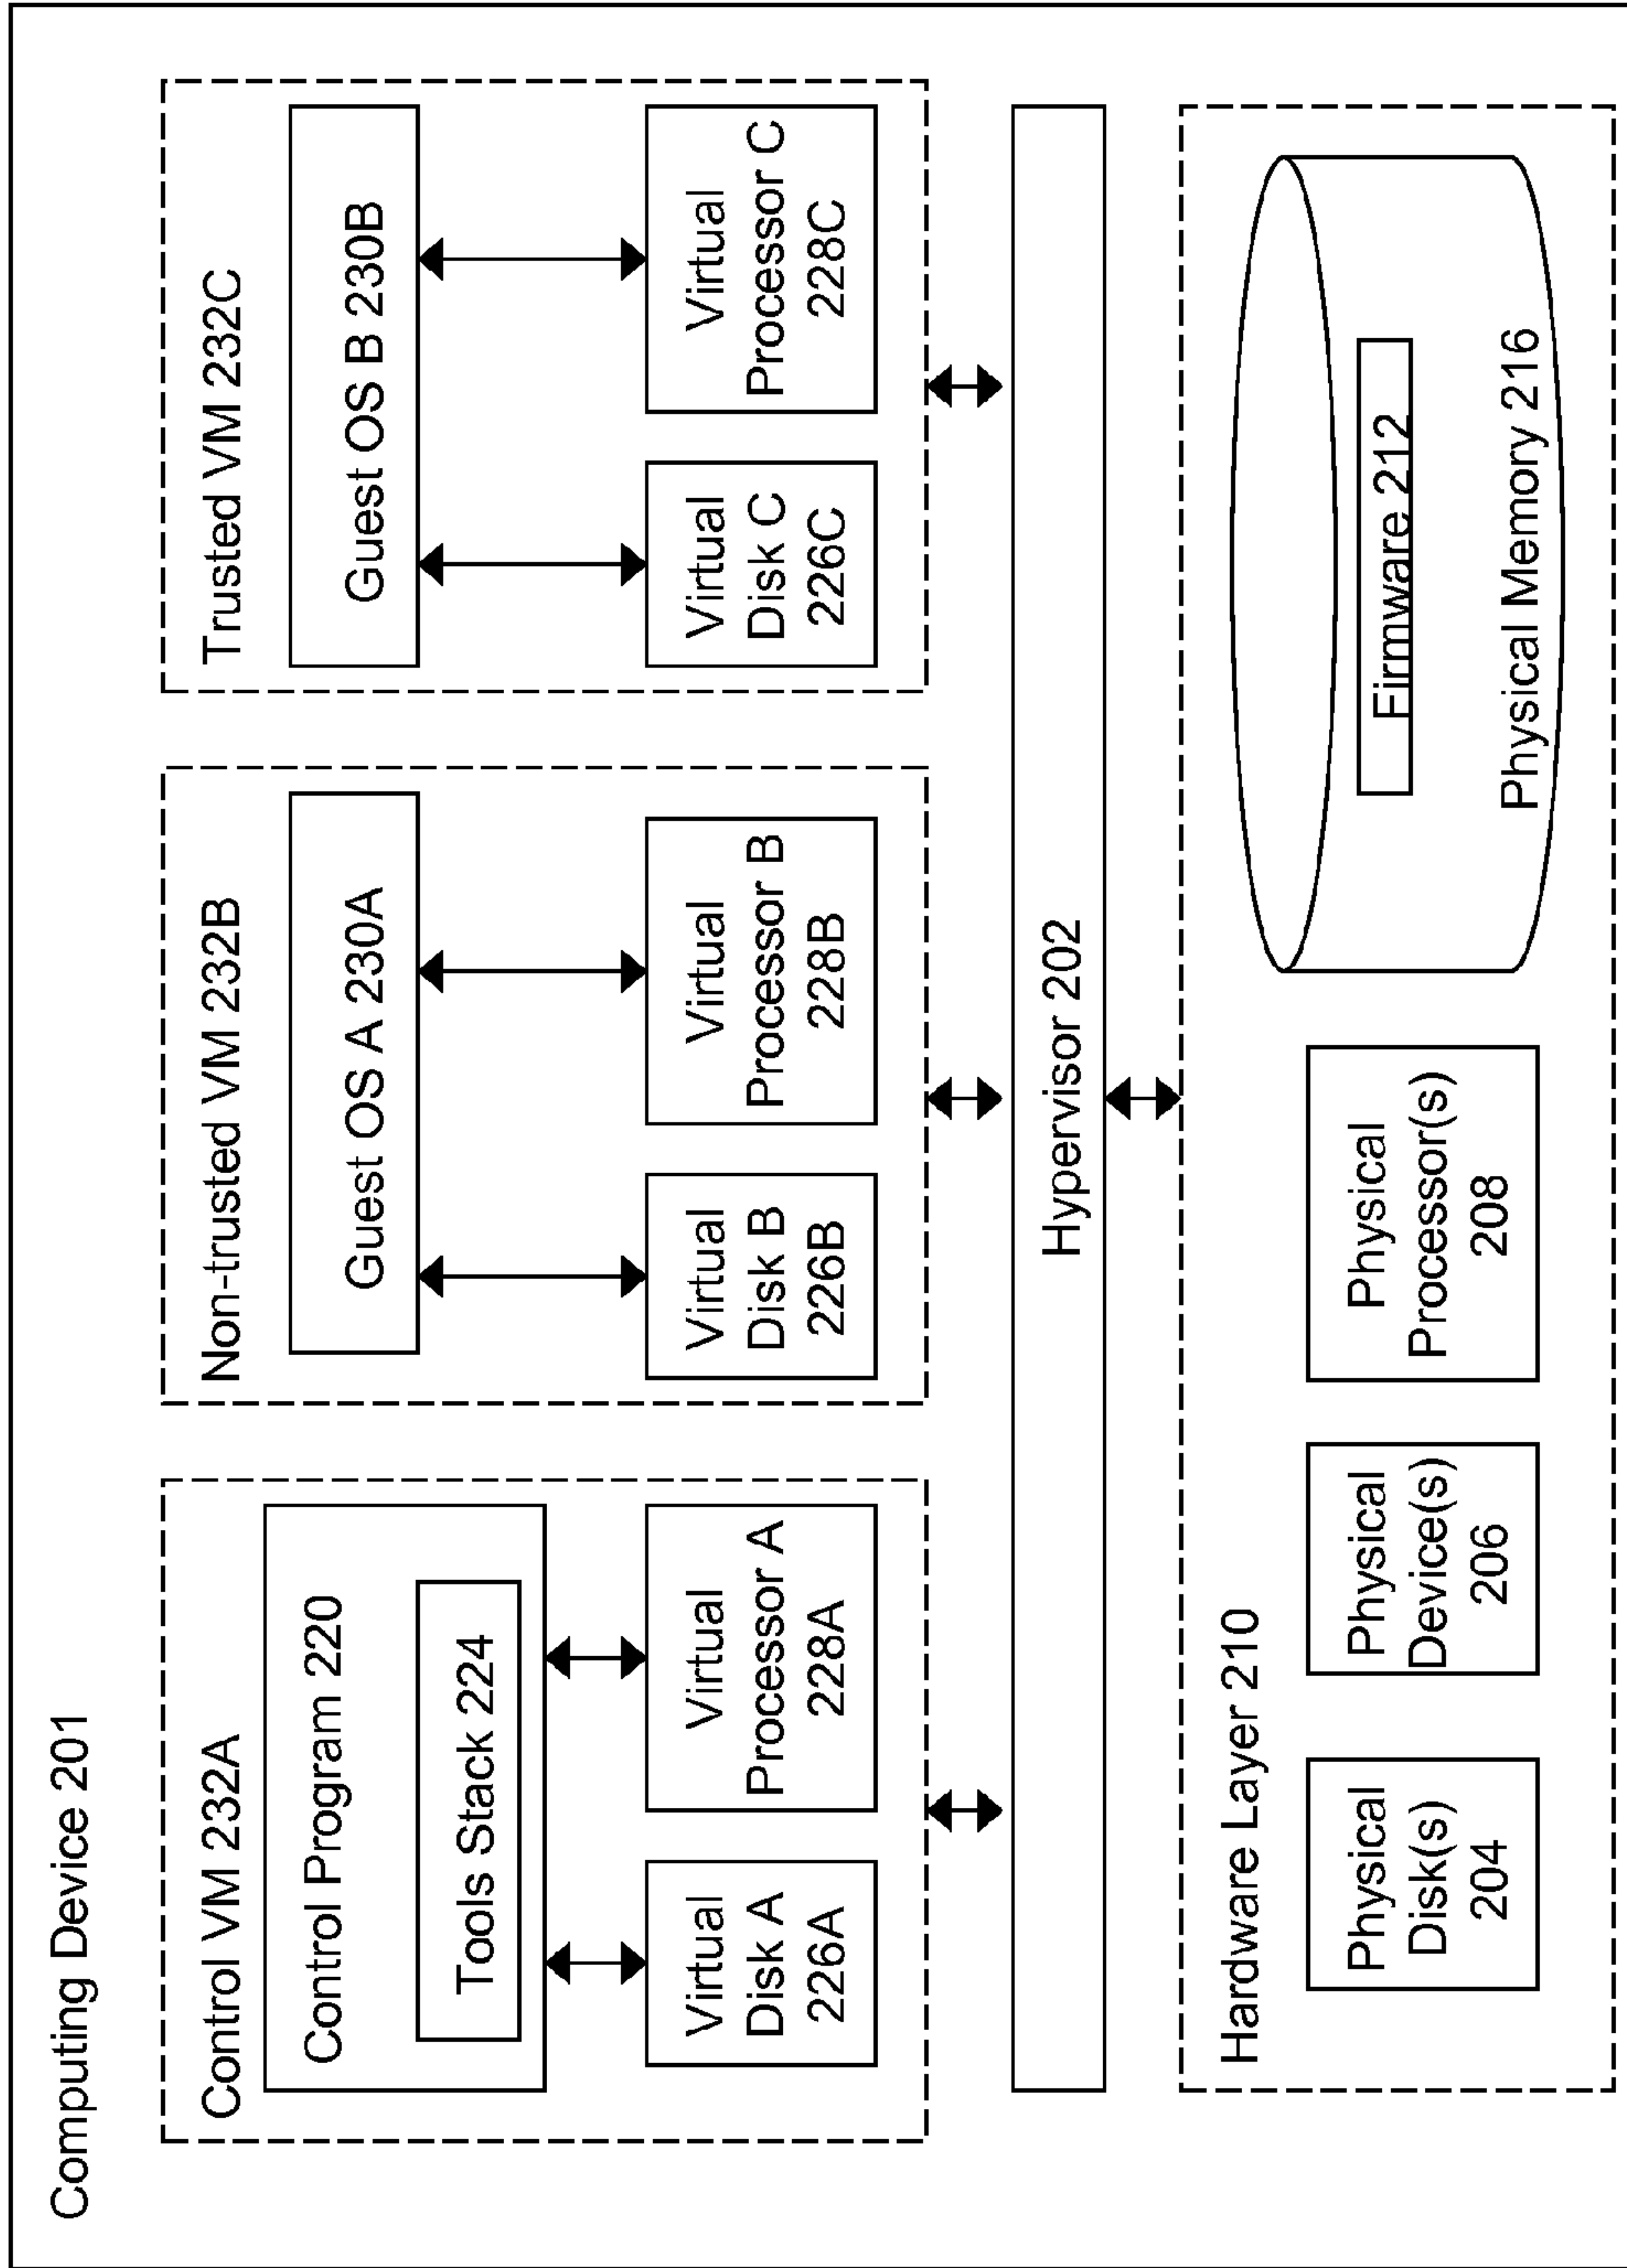 Computing Device 201
Control VM 232A
Control Program 220
Tools Stack 224
Virtual
Disk A
226A
Virtual
Processor A
228A
Non-trusted VM 232B
Guest OS A 230A
Virtual
Disk B
226B
Virtual
Processor B
228B
Trusted VM 232C
Guest OS B 230B
Virtual
Disk C
226C
Virtual
Processor C
228C
Hypervisor 202
Hardware Layer 210
Physical
Disk(s)
204
Physical
Device(s)
206
Physical
Processor(s)
208
Firmware 212
Physical Memory 216